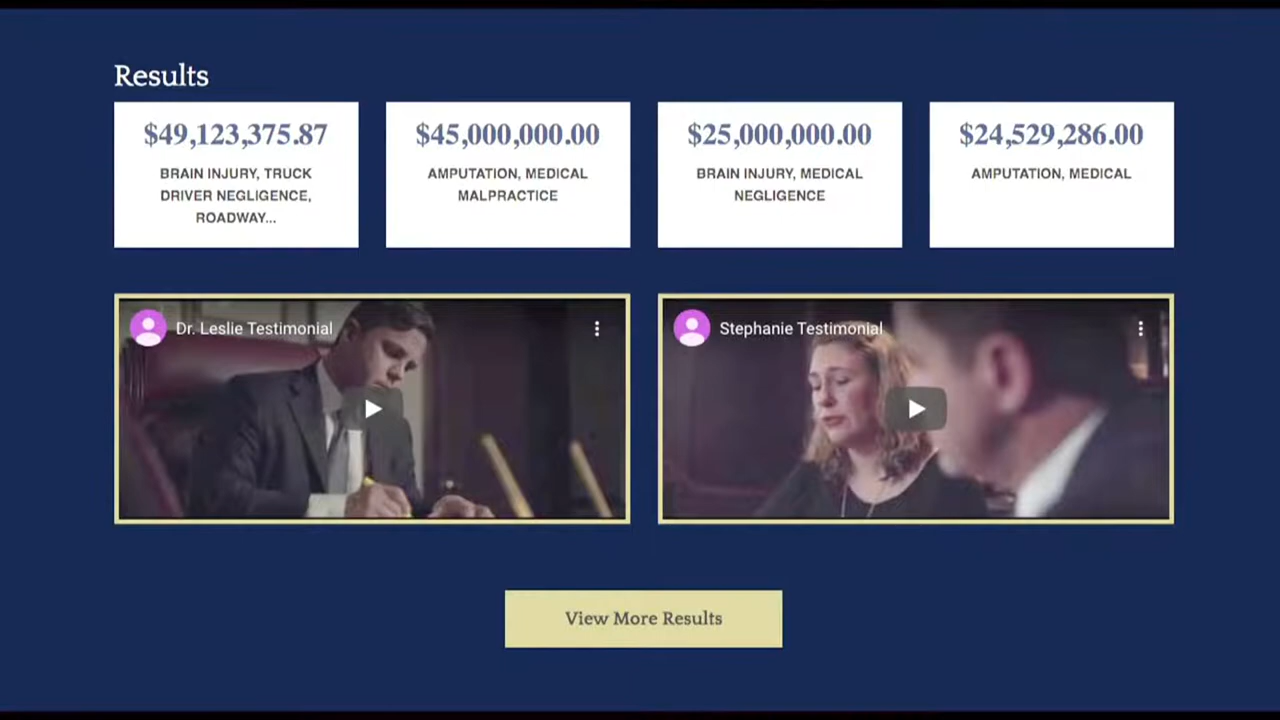 Results
$49,123,375.87
BRAIN INJURY, TRUCK
DRIVER NEGLIGENCE,
ROADWAY...
$45,000,000.00
AMPUTATION, MEDICAL
MALPRACTICE
$25,000,000.00
BRAIN INJURY, MEDICAL
NEGLIGENCE
$24,529,286.00
AMPUTATION, MEDICAL
Dr. Leslie Testimonial
Stephanie Testimonial
View More Results